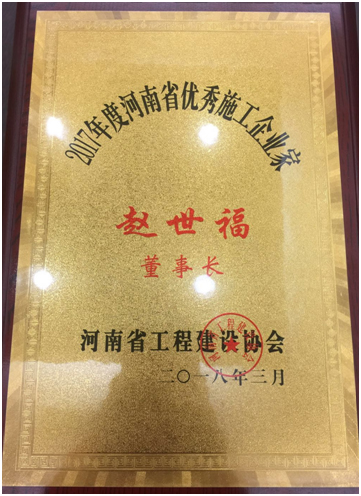 2017年度河南省优秀施工企业家
赵世福
董事长
河南省工程建设协会
二〇一八年三月